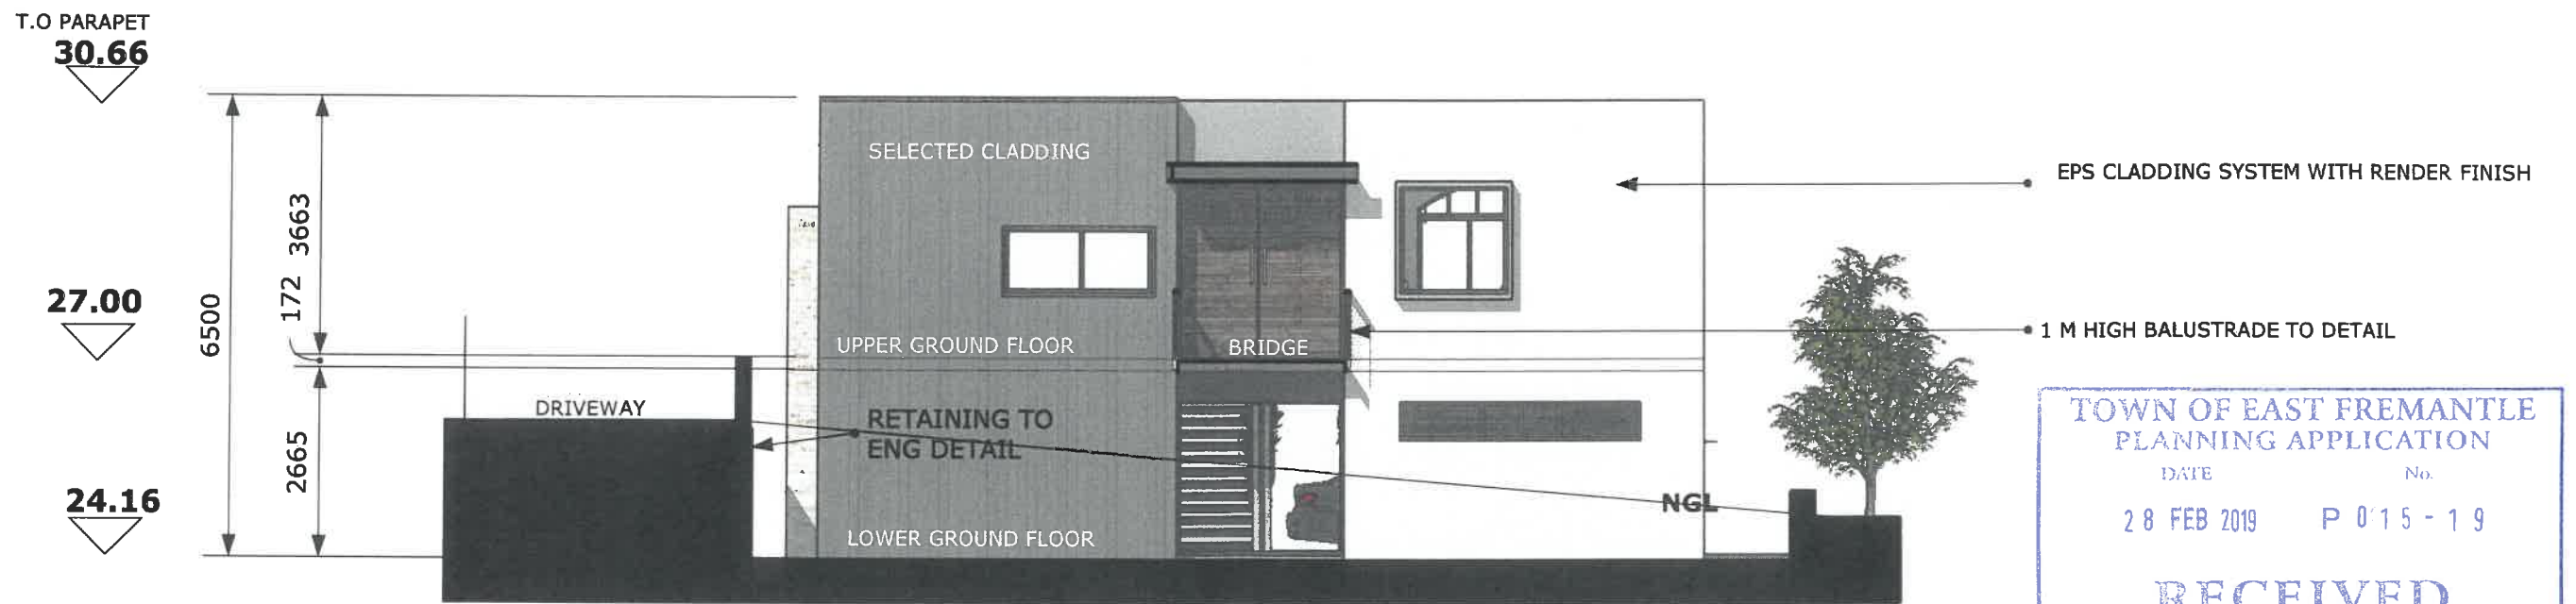 T.O PARAPET
30.66
SELECTED CLADDING
EPS CLADDING SYSTEM WITH RENDER FINISH
3663
27.00
172
6500
1 M HIGH BALUSTRADE TO DETAIL
UPPER GROUND FLOOR
BRIDGE
DRIVEWAY
RETAINING TO
ENG DETAIL
2665
24.16
NGL
LOWER GROUND FLOOR
TOWN OF EAST FREMANTLE
PLANNING APPLICATION
DATE No.
28 FEB 2019 P 015-19
RECEIVED